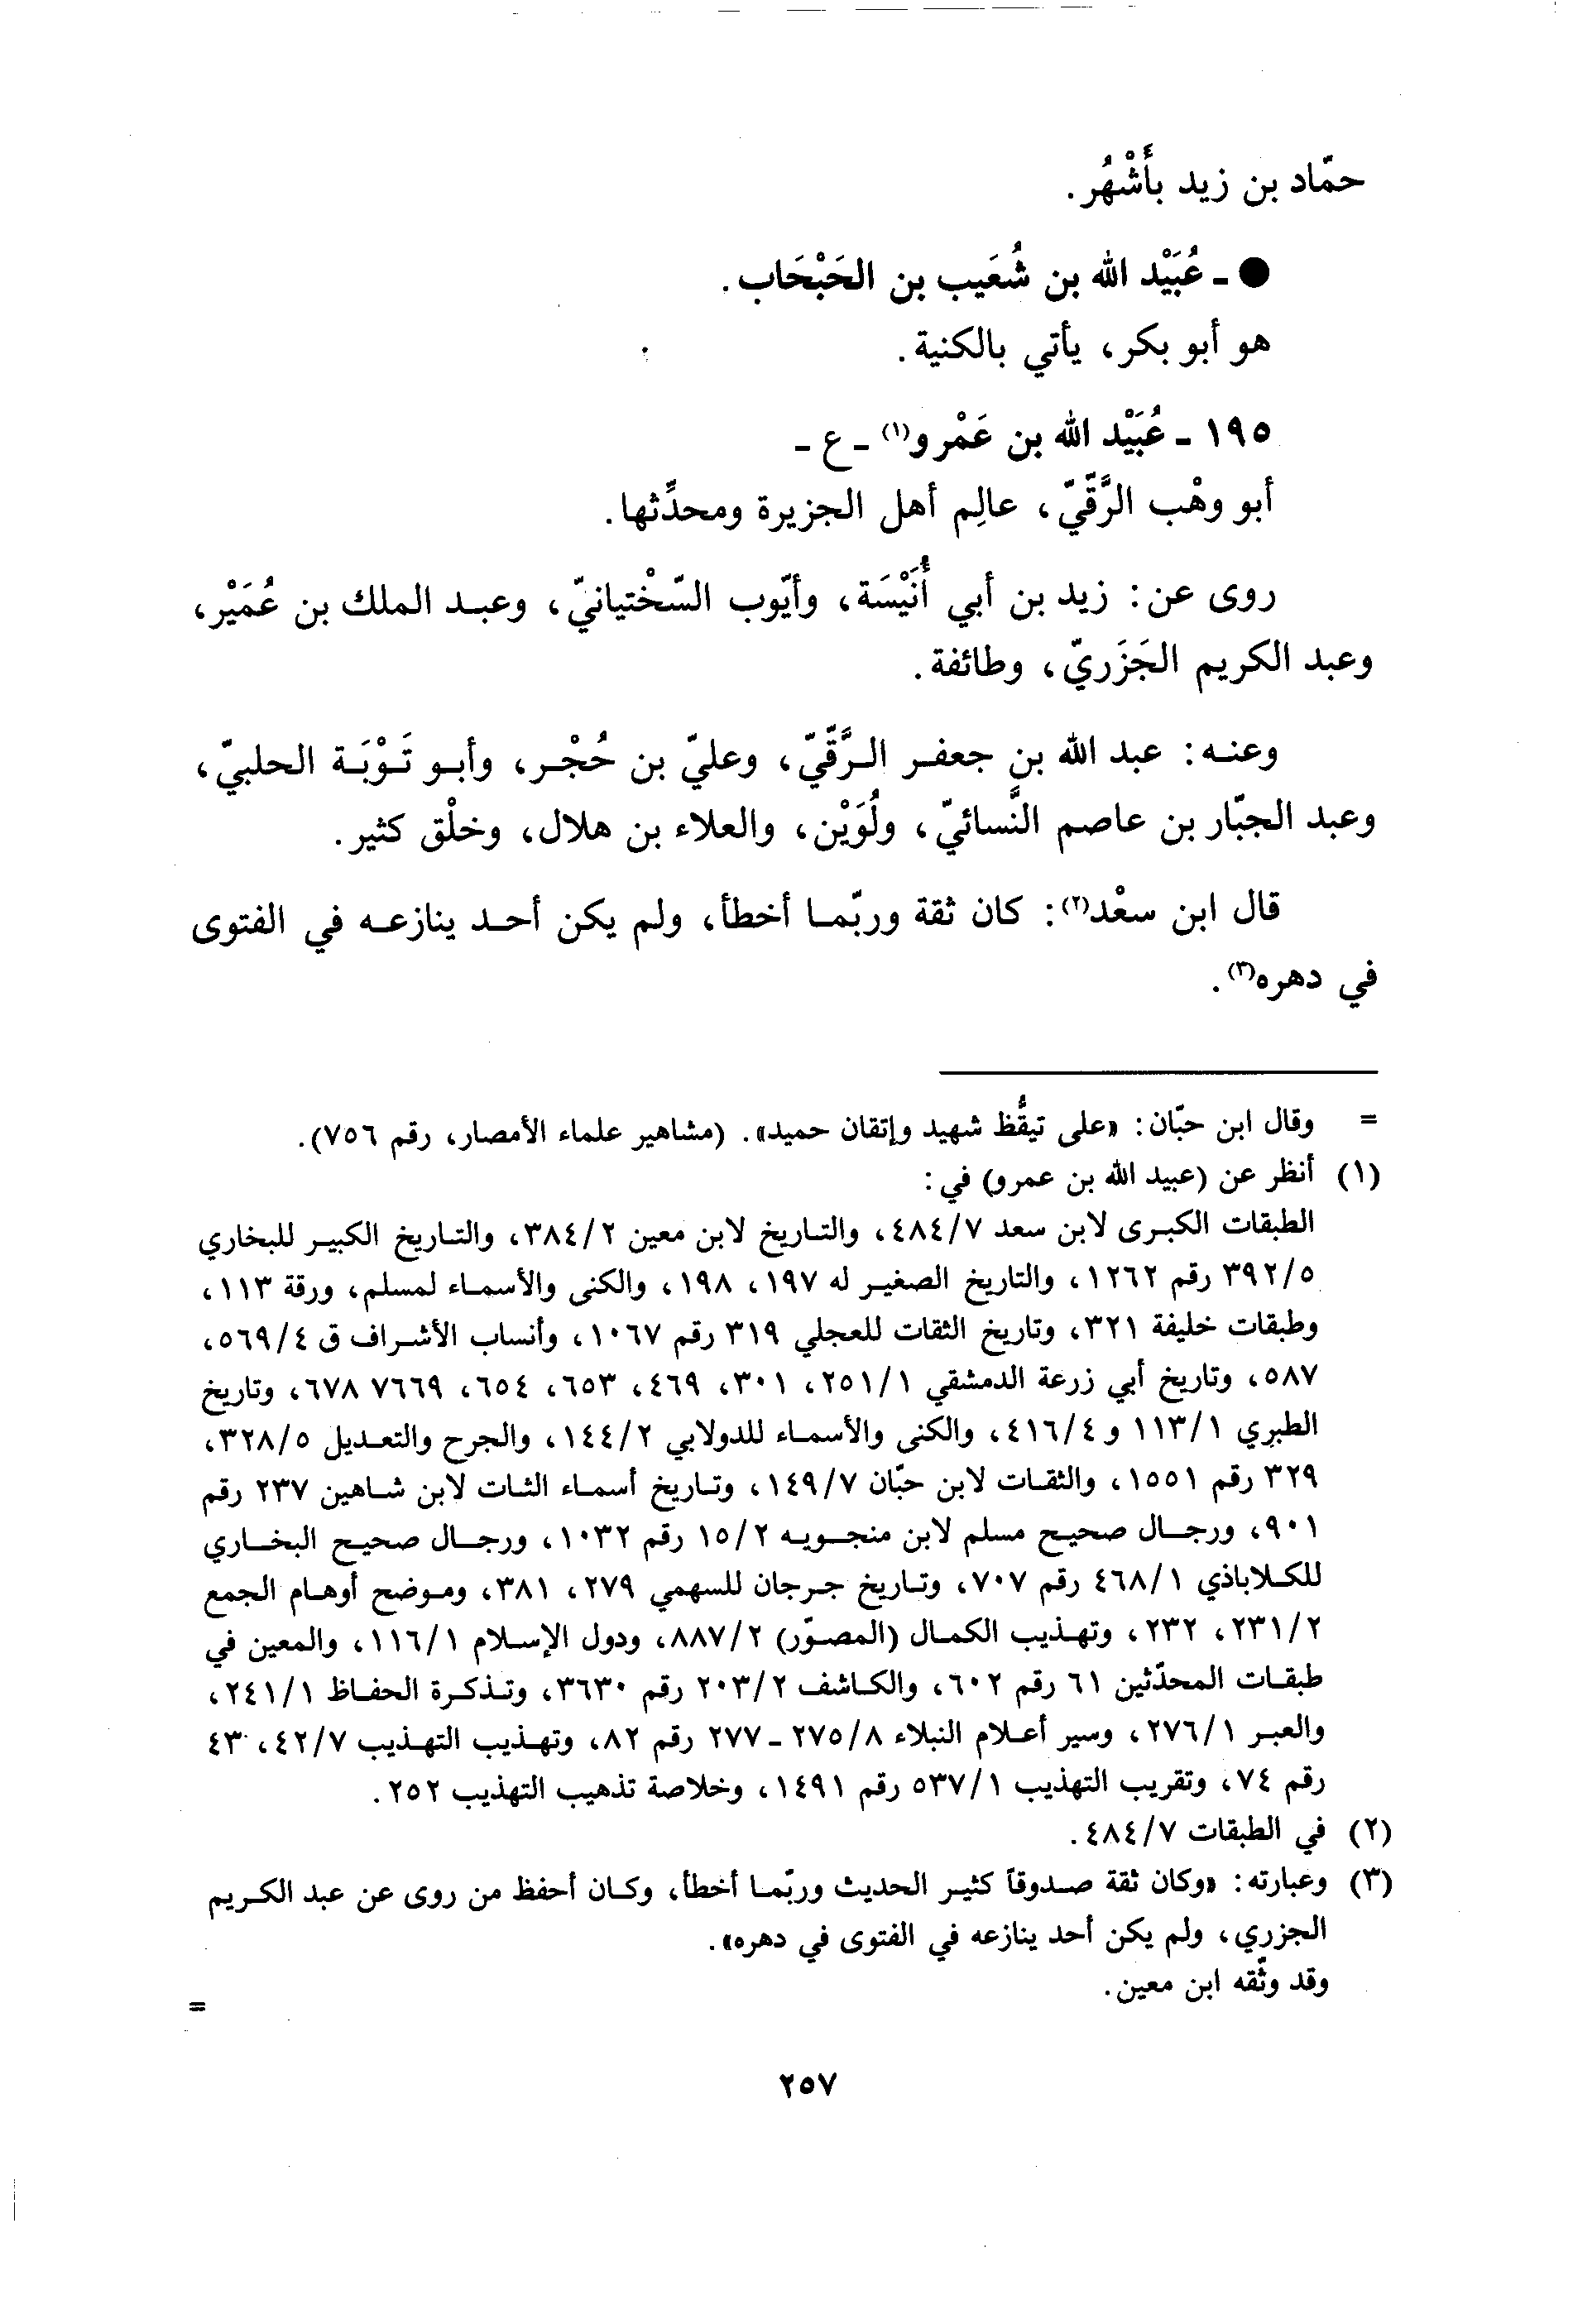 حمّاد بن زيد بأَشْهُر.
● ـ عُبَيْد الله بن شُعَيب بن الحَبْحَاب.
هو أبو بكر، يأتي بالكنية.
١٩٥ ـ عُبَيْد الله بن عَمْرو(١) ـ ع ـ
أبو وهْب الرَّقّيّ، عالِم أهل الجزيرة ومحدِّثها.
روى عن: زيد بن أبي أُنَيْسَة، وأيّوب السّخْتيانيّ، وعبد الملك بن عُمَيْر،
وعبد الكريم الجَزَريّ، وطائفة.
وعنه: عبد الله بن جعفر الرَّقّيّ، وعليّ بن حُجْر، وأبو تَوْبَة الحلبيّ،
وعبد الجبّار بن عاصم النَّسائيّ، ولُوَيْن، والعلاء بن هلال، وخلْق كثير.
قال ابن سعْد(٢): كان ثقة وربّما أخطأ، ولم يكن أحد ينازعه في الفتوى
في دهره(٣).
= وقال ابن حبّان: «على تيقُّظ شهيد وإتقان حميد». (مشاهير علماء الأمصار، رقم ٧٥٦).
(١) أنظر عن (عبيد الله بن عمرو) في:
الطبقات الكبرى لابن سعد ٤٨٤/٧، والتاريخ لابن معين ٣٨٤/٢، والتاريخ الكبير للبخاري
٣٩٢/٥ رقم ١٢٦٢، والتاريخ الصغير له ١٩٧، ١٩٨، والكنى والأسماء لمسلم، ورقة ١١٣،
وطبقات خليفة ٣٢١، وتاريخ الثقات للعجلي ٣١٩ رقم ١٠٦٧، وأنساب الأشراف ق ٥٦٩/٤،
٥٨٧، وتاريخ أبي زرعة الدمشقي ٢٥١/١، ٣٠١، ٤٦٩، ٦٥٣، ٦٥٤، ٧٦٦٩ ٦٧٨، وتاريخ
الطبري ١١٣/١ و ٤١٦/٤، والكنى والأسماء للدولابي ١٤٤/٢، والجرح والتعديل ٣٢٨/٥،
٣٢٩ رقم ١٥٥١، والثقات لابن حبّان ١٤٩/٧، وتاريخ أسماء الثات لابن شاهين ٢٣٧ رقم
٩٠١، ورجال صحيح مسلم لابن منجويه ١٥/٢ رقم ١٠٣٢، ورجال صحيح البخاري
للكلاباذي ٤٦٨/١ رقم ٧٠٧، وتاريخ جرجان للسهمي ٢٧٩، ٣٨١، وموضح أوهام الجمع
٢٣١/٢، ٢٣٢، وتهذيب الكمال (المصوّر) ٨٨٧/٢، ودول الإسلام ١١٦/١، والمعين في
طبقات المحدّثين ٦١ رقم ٦٠٢، والكاشف ٢٠٣/٢ رقم ٣٦٣٠، وتذكرة الحفاظ ٢٤١/١،
والعبر ٢٧٦/١، وسير أعلام النبلاء ٢٧٥/٨ ـ ٢٧٧ رقم ٨٢، وتهذيب التهذيب ٤٢/٧، ٤٣
رقم ٧٤، وتقريب التهذيب ٥٣٧/١ رقم ١٤٩١، وخلاصة تذهيب التهذيب ٢٥٢.
(٢) في الطبقات ٤٨٤/٧.
(٣) وعبارته: «وكان ثقة صدوقاً كثير الحديث وربّما أخطأ، وكان أحفظ من روى عن عبد الكريم
الجزري، ولم يكن أحد ينازعه في الفتوى في دهره».
وقد وثّقه ابن معين.
=
٢٥٧